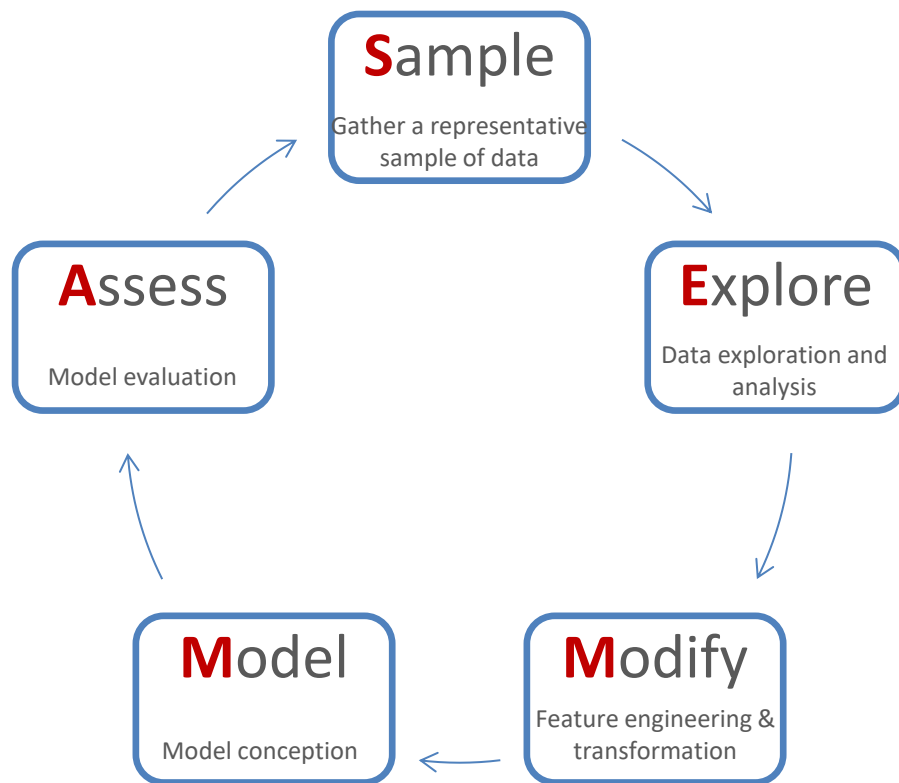 Sample
Gather a representative
sample of data
Assess
Model evaluation
Explore
Data exploration and
analysis
Model
Model conception
Modify
Feature engineering &
transformation